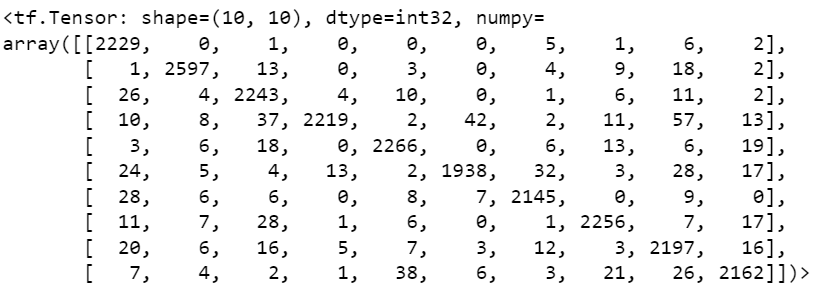 <tf.Tensor: shape=(10, 10), dtype=int32, numpy=
array([[2229,    0,    1,    0,    0,    0,    5,    1,    6,    2],
       [   1, 2597,   13,    0,    3,    0,    4,    9,   18,    2],
       [  26,    4, 2243,    4,   10,    0,    1,    6,   11,    2],
       [  10,    8,   37, 2219,    2,   42,    2,   11,   57,   13],
       [   3,    6,   18,    0, 2266,    0,    6,   13,    6,   19],
       [  24,    5,    4,   13,    2, 1938,   32,    3,   28,   17],
       [  28,    6,    6,    0,    8,    7, 2145,    0,    9,    0],
       [  11,    7,   28,    1,    6,    0,    1, 2256,    7,   17],
       [  20,    6,   16,    5,    7,    3,   12,    3, 2197,   16],
       [   7,    4,    2,    1,   38,    6,    3,   21,   26, 2162]])>